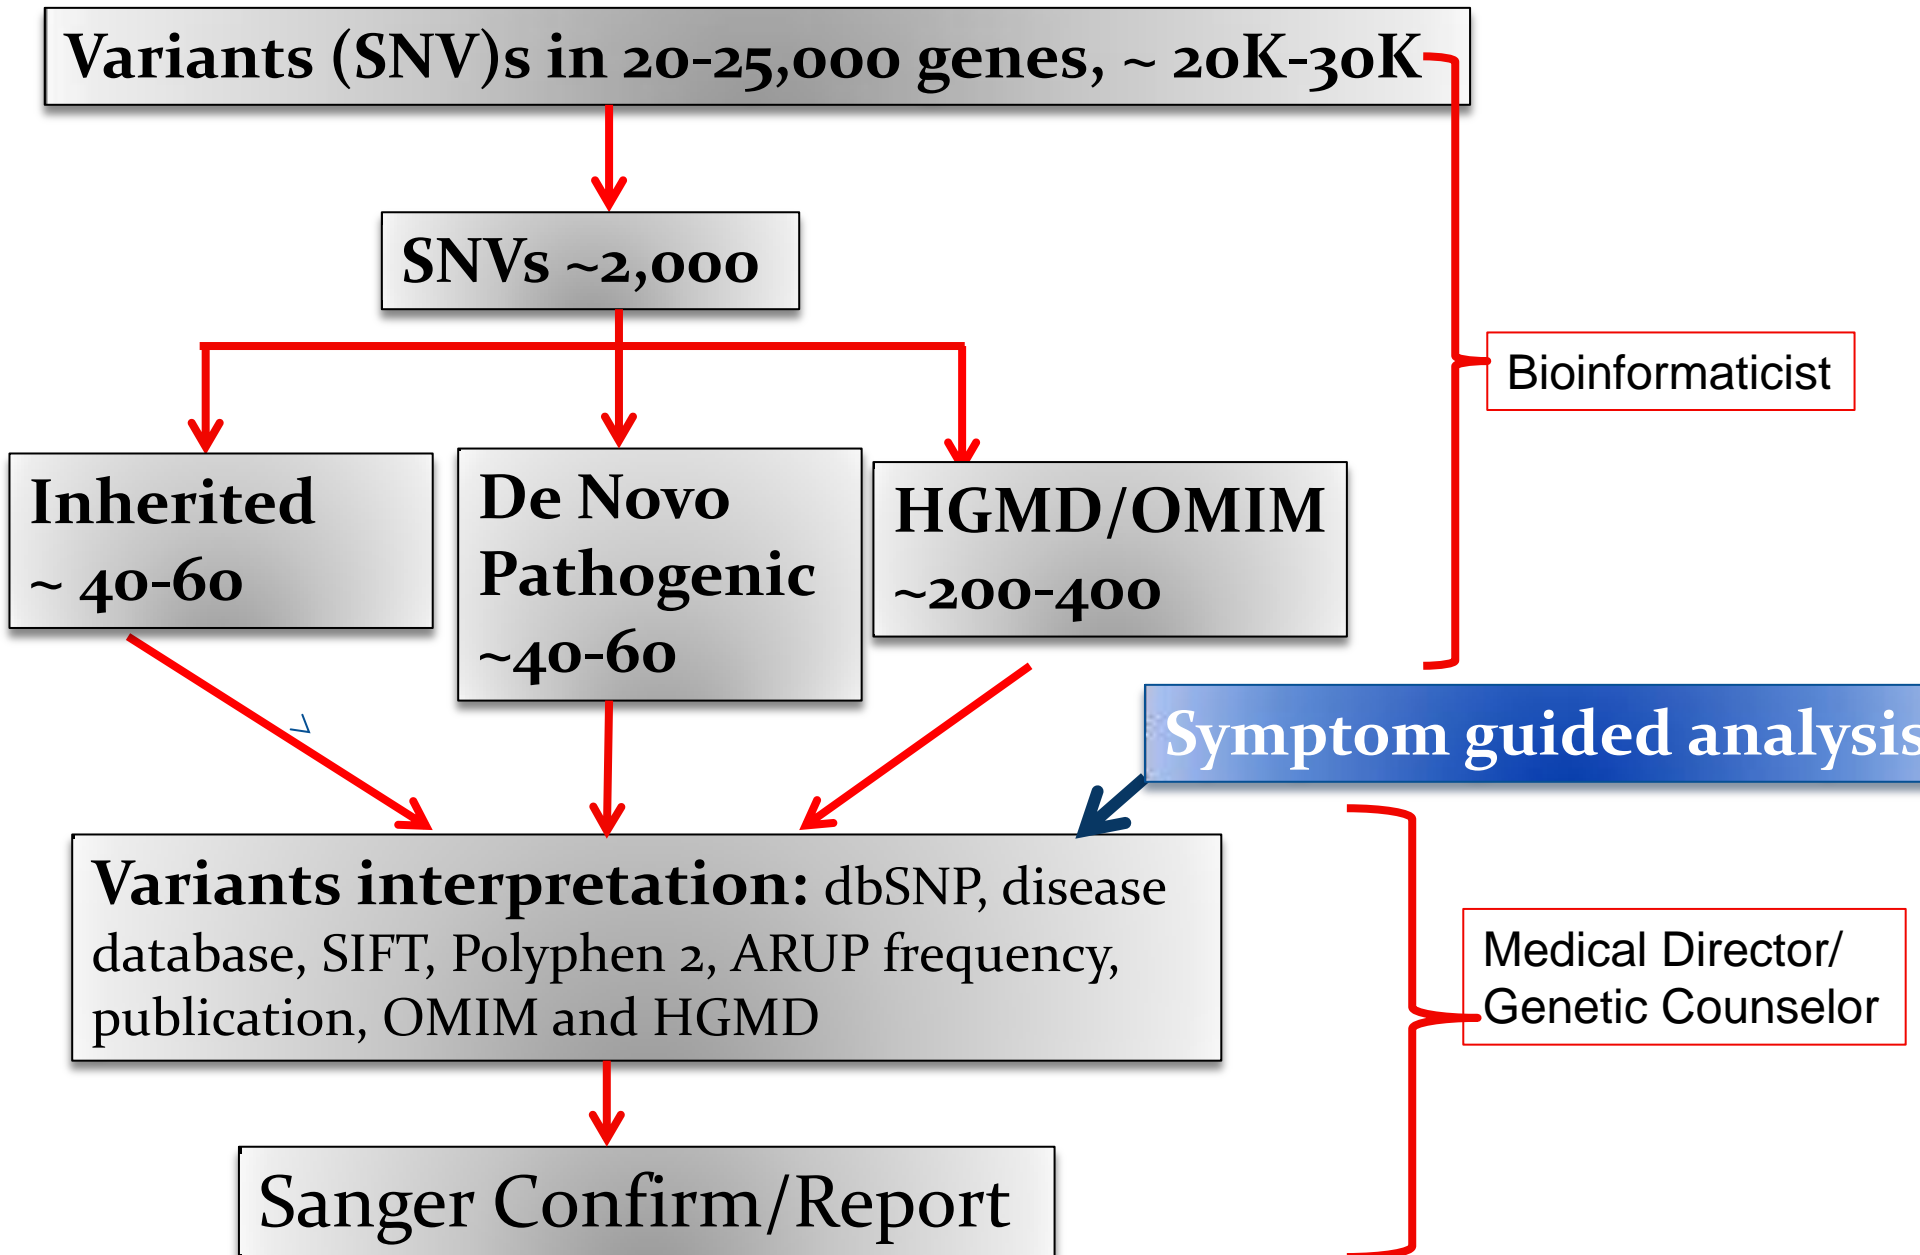 Variants (SNV)s in 20-25,000 genes, ~ 20K-30K
SNVs ~2,000
Bioinformaticist
Inherited
~ 40-60
De Novo
Pathogenic
~40-60
HGMD/OMIM
~200-400
Symptom guided analysis
Variants interpretation: dbSNP, disease
database, SIFT, Polyphen 2, ARUP frequency,
publication, OMIM and HGMD
Medical Director/
Genetic Counselor
Sanger Confirm/Report